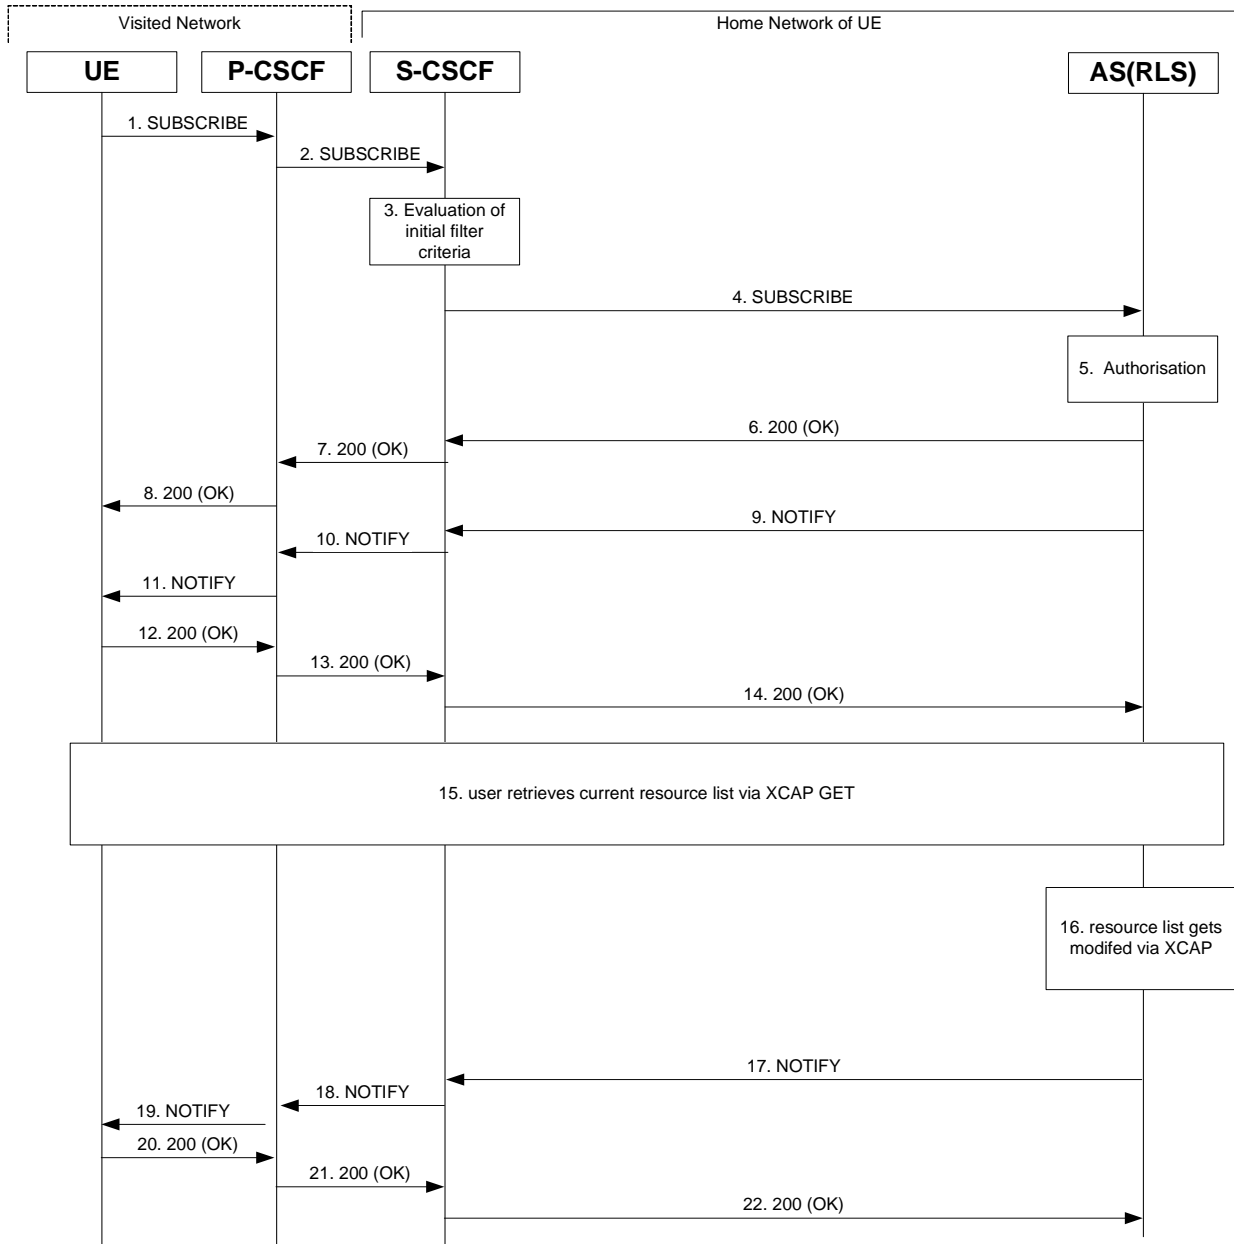 Visited Network
Home Network of UE
UE
P-CSCF
S-CSCF
AS(RLS)
1. SUBSCRIBE
2. SUBSCRIBE
3. Evaluation of
initial filter
criteria
4. SUBSCRIBE
5. Authorisation
6. 200 (OK)
7. 200 (OK)
8. 200 (OK)
9. NOTIFY
10. NOTIFY
11. NOTIFY
12. 200 (OK)
13. 200 (OK)
14. 200 (OK)
15. user retrieves current resource list via XCAP GET
16. resource list gets
modifed via XCAP
17. NOTIFY
18. NOTIFY
19. NOTIFY
20. 200 (OK)
21. 200 (OK)
22. 200 (OK)